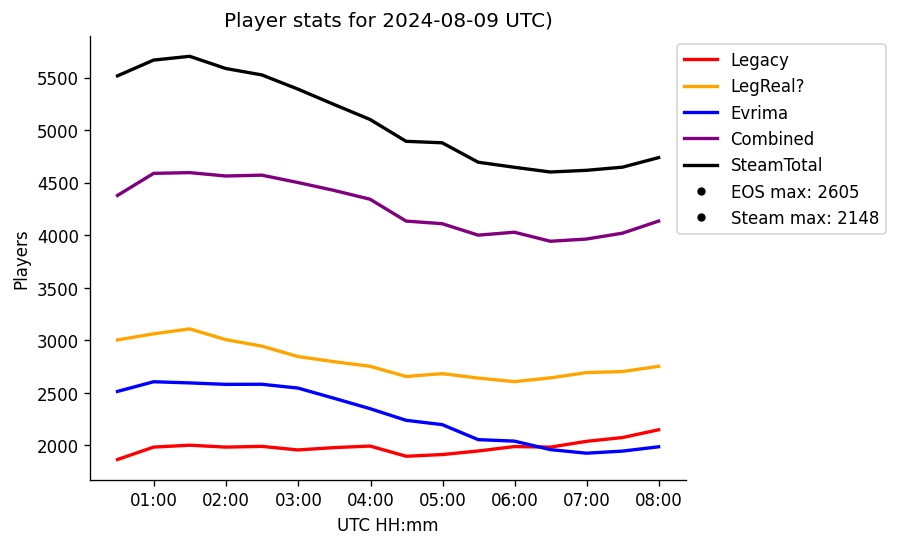 Player stats for 2024-08-09 UTC)
Legacy
LegReal?
Evrima
Combined
SteamTotal
EOS max: 2605
Steam max: 2148
Players
5500
5000
4500
4000
3500
3000
2500
2000
01:00 02:00 03:00 04:00 05:00 06:00 07:00 08:00
UTC HH:mm